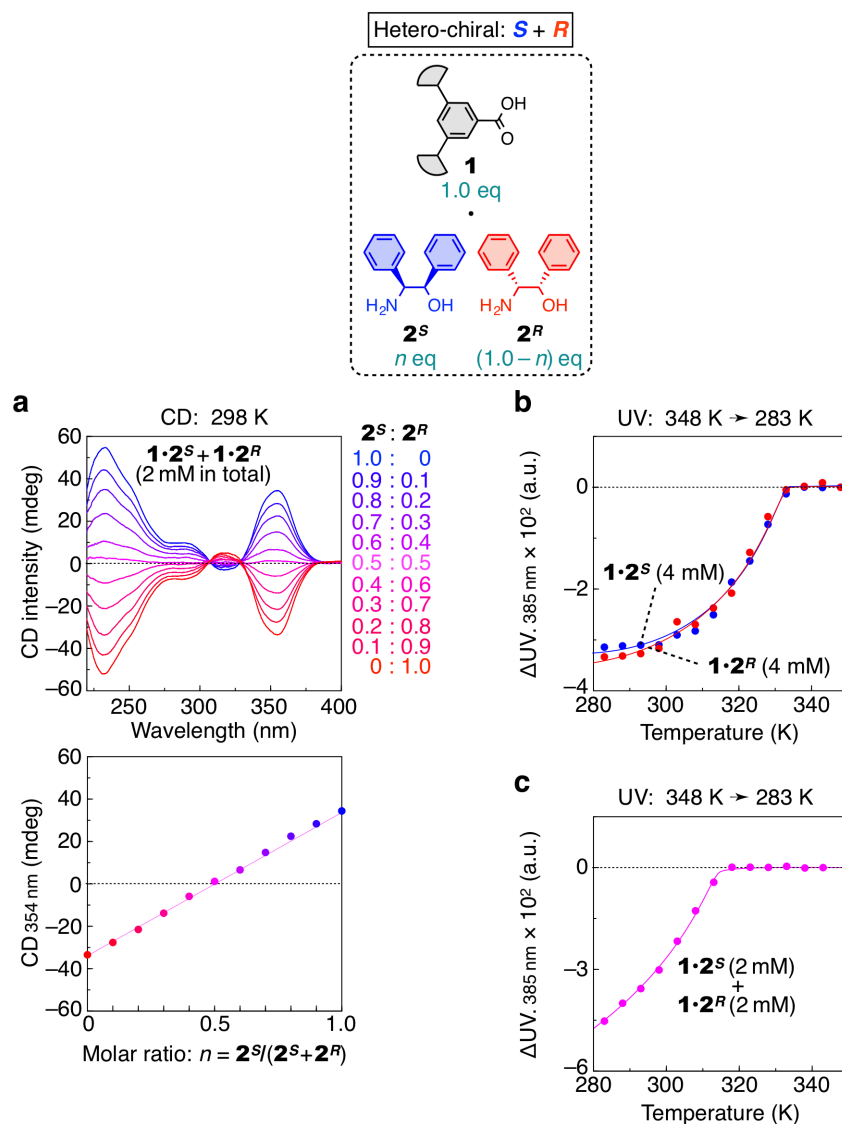 Hetero-chiral: S + R
OH
O
1
1.0 eq
•
H2N OH H2N OH
2S 2R
n eq (1.0 – n) eq
a
CD: 298 K
1•2S + 1•2R
(2 mM in total)
60
40
20
0
−20
−40
−60
CD intensity (mdeg)
250 300 350 400
Wavelength (nm)
2S : 2R
1.0 : 0
0.9 : 0.1
0.8 : 0.2
0.7 : 0.3
0.6 : 0.4
0.5 : 0.5
0.4 : 0.6
0.3 : 0.7
0.2 : 0.8
0.1 : 0.9
0 : 1.0
60
40
20
0
−20
−40
−60
CD 354 nm (mdeg)
0 0.5 1.0
Molar ratio: n = 2S/(2S+2R)
b
UV: 348 K → 283 K
0
−2
−4
ΔUV. 385 nm × 102 (a.u.)
1•2S (4 mM)
1•2R (4 mM)
280 300 320 340
Temperature (K)
c
UV: 348 K → 283 K
0
−3
−6
ΔUV. 385 nm × 102 (a.u.)
1•2S (2 mM)
+
1•2R (2 mM)
280 300 320 340
Temperature (K)